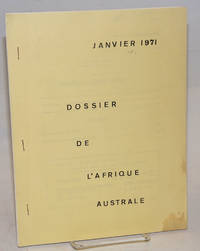 JANVIER 1971
DOSSIER
DE
L'AFRIQUE
AUSTRALE